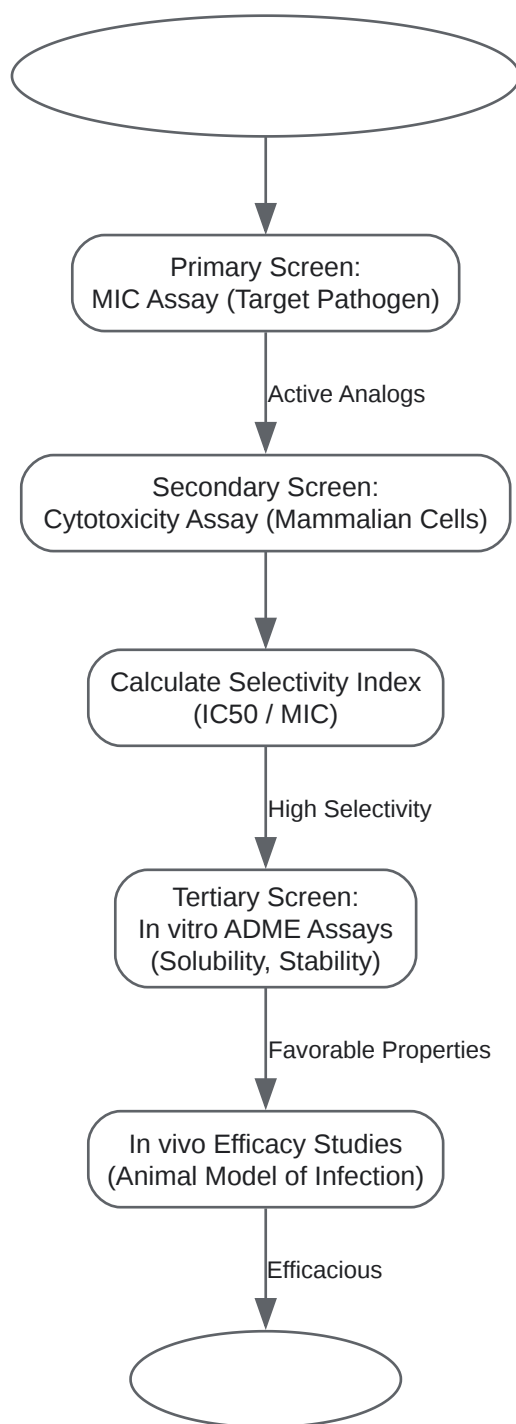 Primary Screen:
MIC Assay (Target Pathogen)
Active Analogs
Secondary Screen:
Cytotoxicity Assay (Mammalian Cells)
Calculate Selectivity Index
(IC50 / MIC)
High Selectivity
Tertiary Screen:
In vitro ADME Assays
(Solubility, Stability)
Favorable Properties
In vivo Efficacy Studies
(Animal Model of Infection)
Efficacious